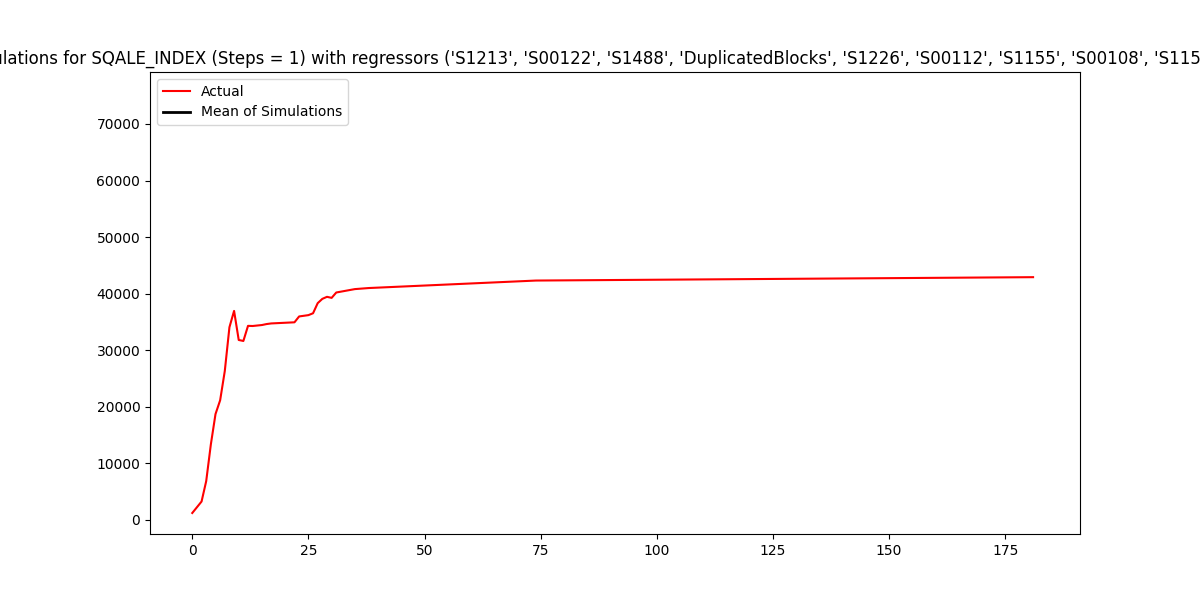 ulations for SQALE_INDEX (Steps = 1) with regressors ('S1213', 'S00122', 'S1488', 'DuplicatedBlocks', 'S1226', 'S00112', 'S1155', 'S00108', 'S115
Actual
Mean of Simulations
70000
60000
50000
40000
30000
20000
10000
0
0 25 50 75 100 125 150 175